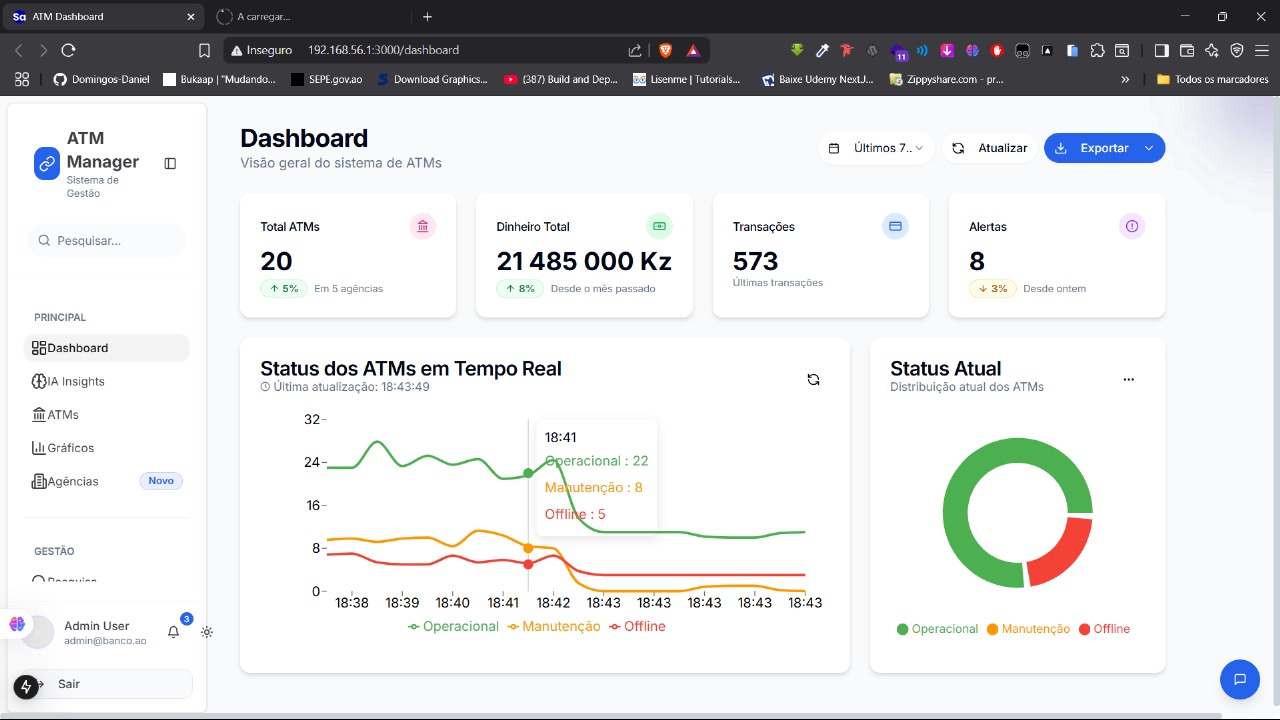 Sa ATM Dashboard
A carregar...
Inseguro 192.168.56.1:3000/dashboard
11
Domingos-Daniel
Bukaap | "Mudando...
SEPE.gov.ao
Download Graphics...
(387) Build and Dep...
Lisenme | Tutorials...
Baixe Udemy NextJ...
Zippyshare.com - pr...
»
Todos os marcadores
ATM
Manager
Sistema de
Gestão
Pesquisar...
PRINCIPAL
Dashboard
IA Insights
ATMs
Gráficos
Agências Novo
GESTÃO
Admin User
admin@banco.ao
3
Sair
Dashboard
Visão geral do sistema de ATMs
Últimos 7..
Atualizar
Exportar
Total ATMs
20
↑ 5% Em 5 agências
Dinheiro Total
21 485 000 Kz
↑ 8% Desde o mês passado
Transações
573
Últimas transações
Alertas
8
↓ 3% Desde ontem
Status dos ATMs em Tempo Real
Última atualização: 18:43:49
32
24
16
8
0
18:41
Operacional : 22
Manutenção : 8
Offline : 5
18:38 18:39 18:40 18:41 18:42 18:43 18:43 18:43 18:43 18:43
Operacional Manutenção Offline
Status Atual
Distribuição atual dos ATMs
...
Operacional Manutenção Offline